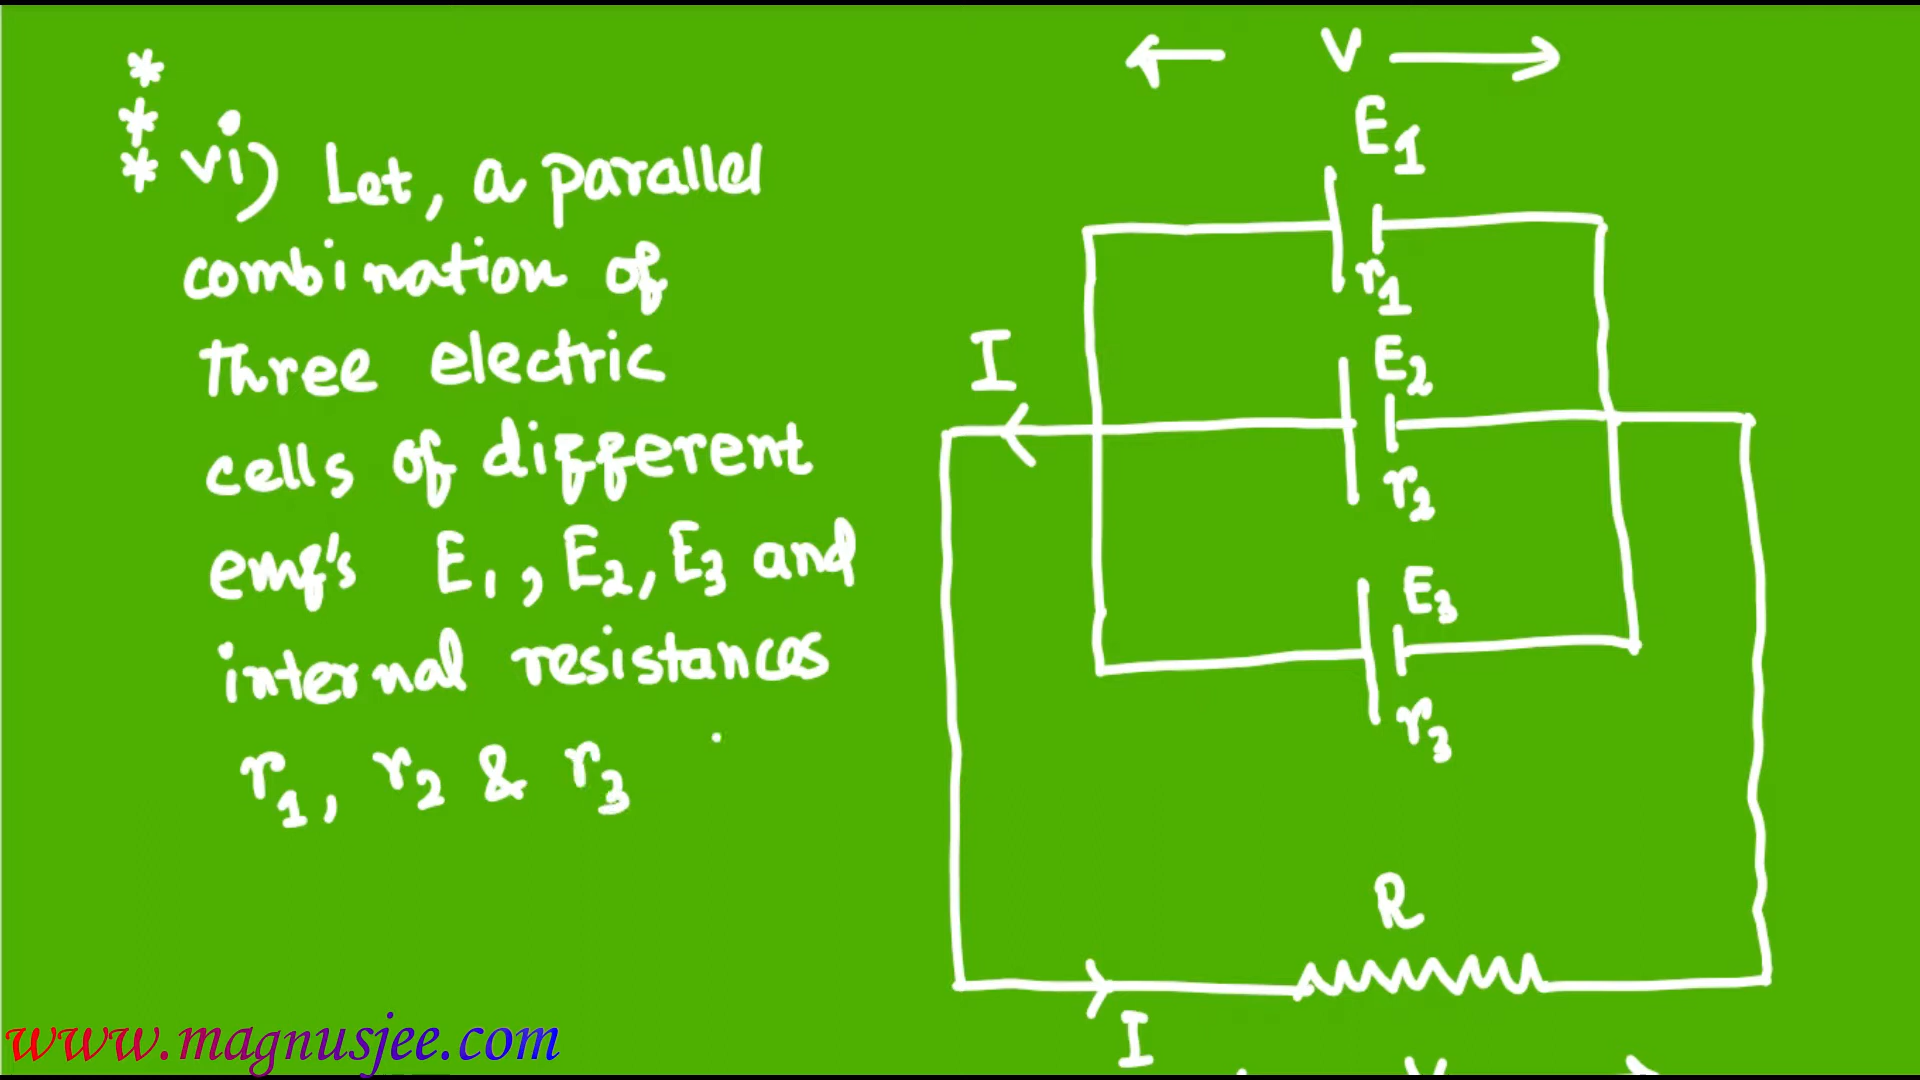 *
*
* vi) Let, a parallel
combination of
three electric
cells of different
emf's E1, E2, E3 and
internal resistances
r1, r2 & r3
V
E1
r1
I
E2
r2
E3
r3
R
I
V
www.magnusjee.com